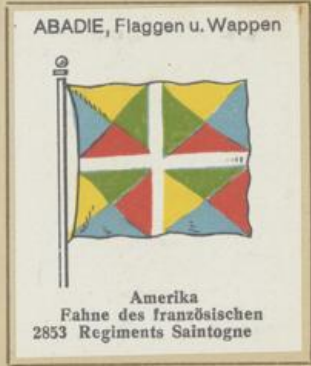 ABADIE, Flaggen u. Wappen
Amerika
Fahne des französischen
2853 Regiments Saintogne